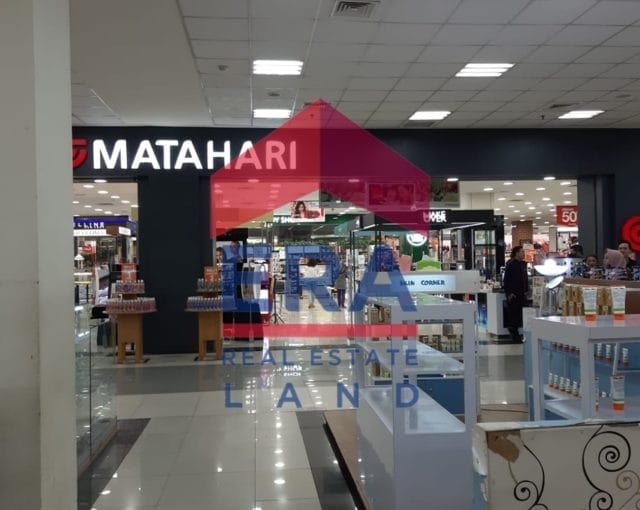 MATAHARI
50%
SKIN CORNER
ERA
REAL ESTATE
LAND